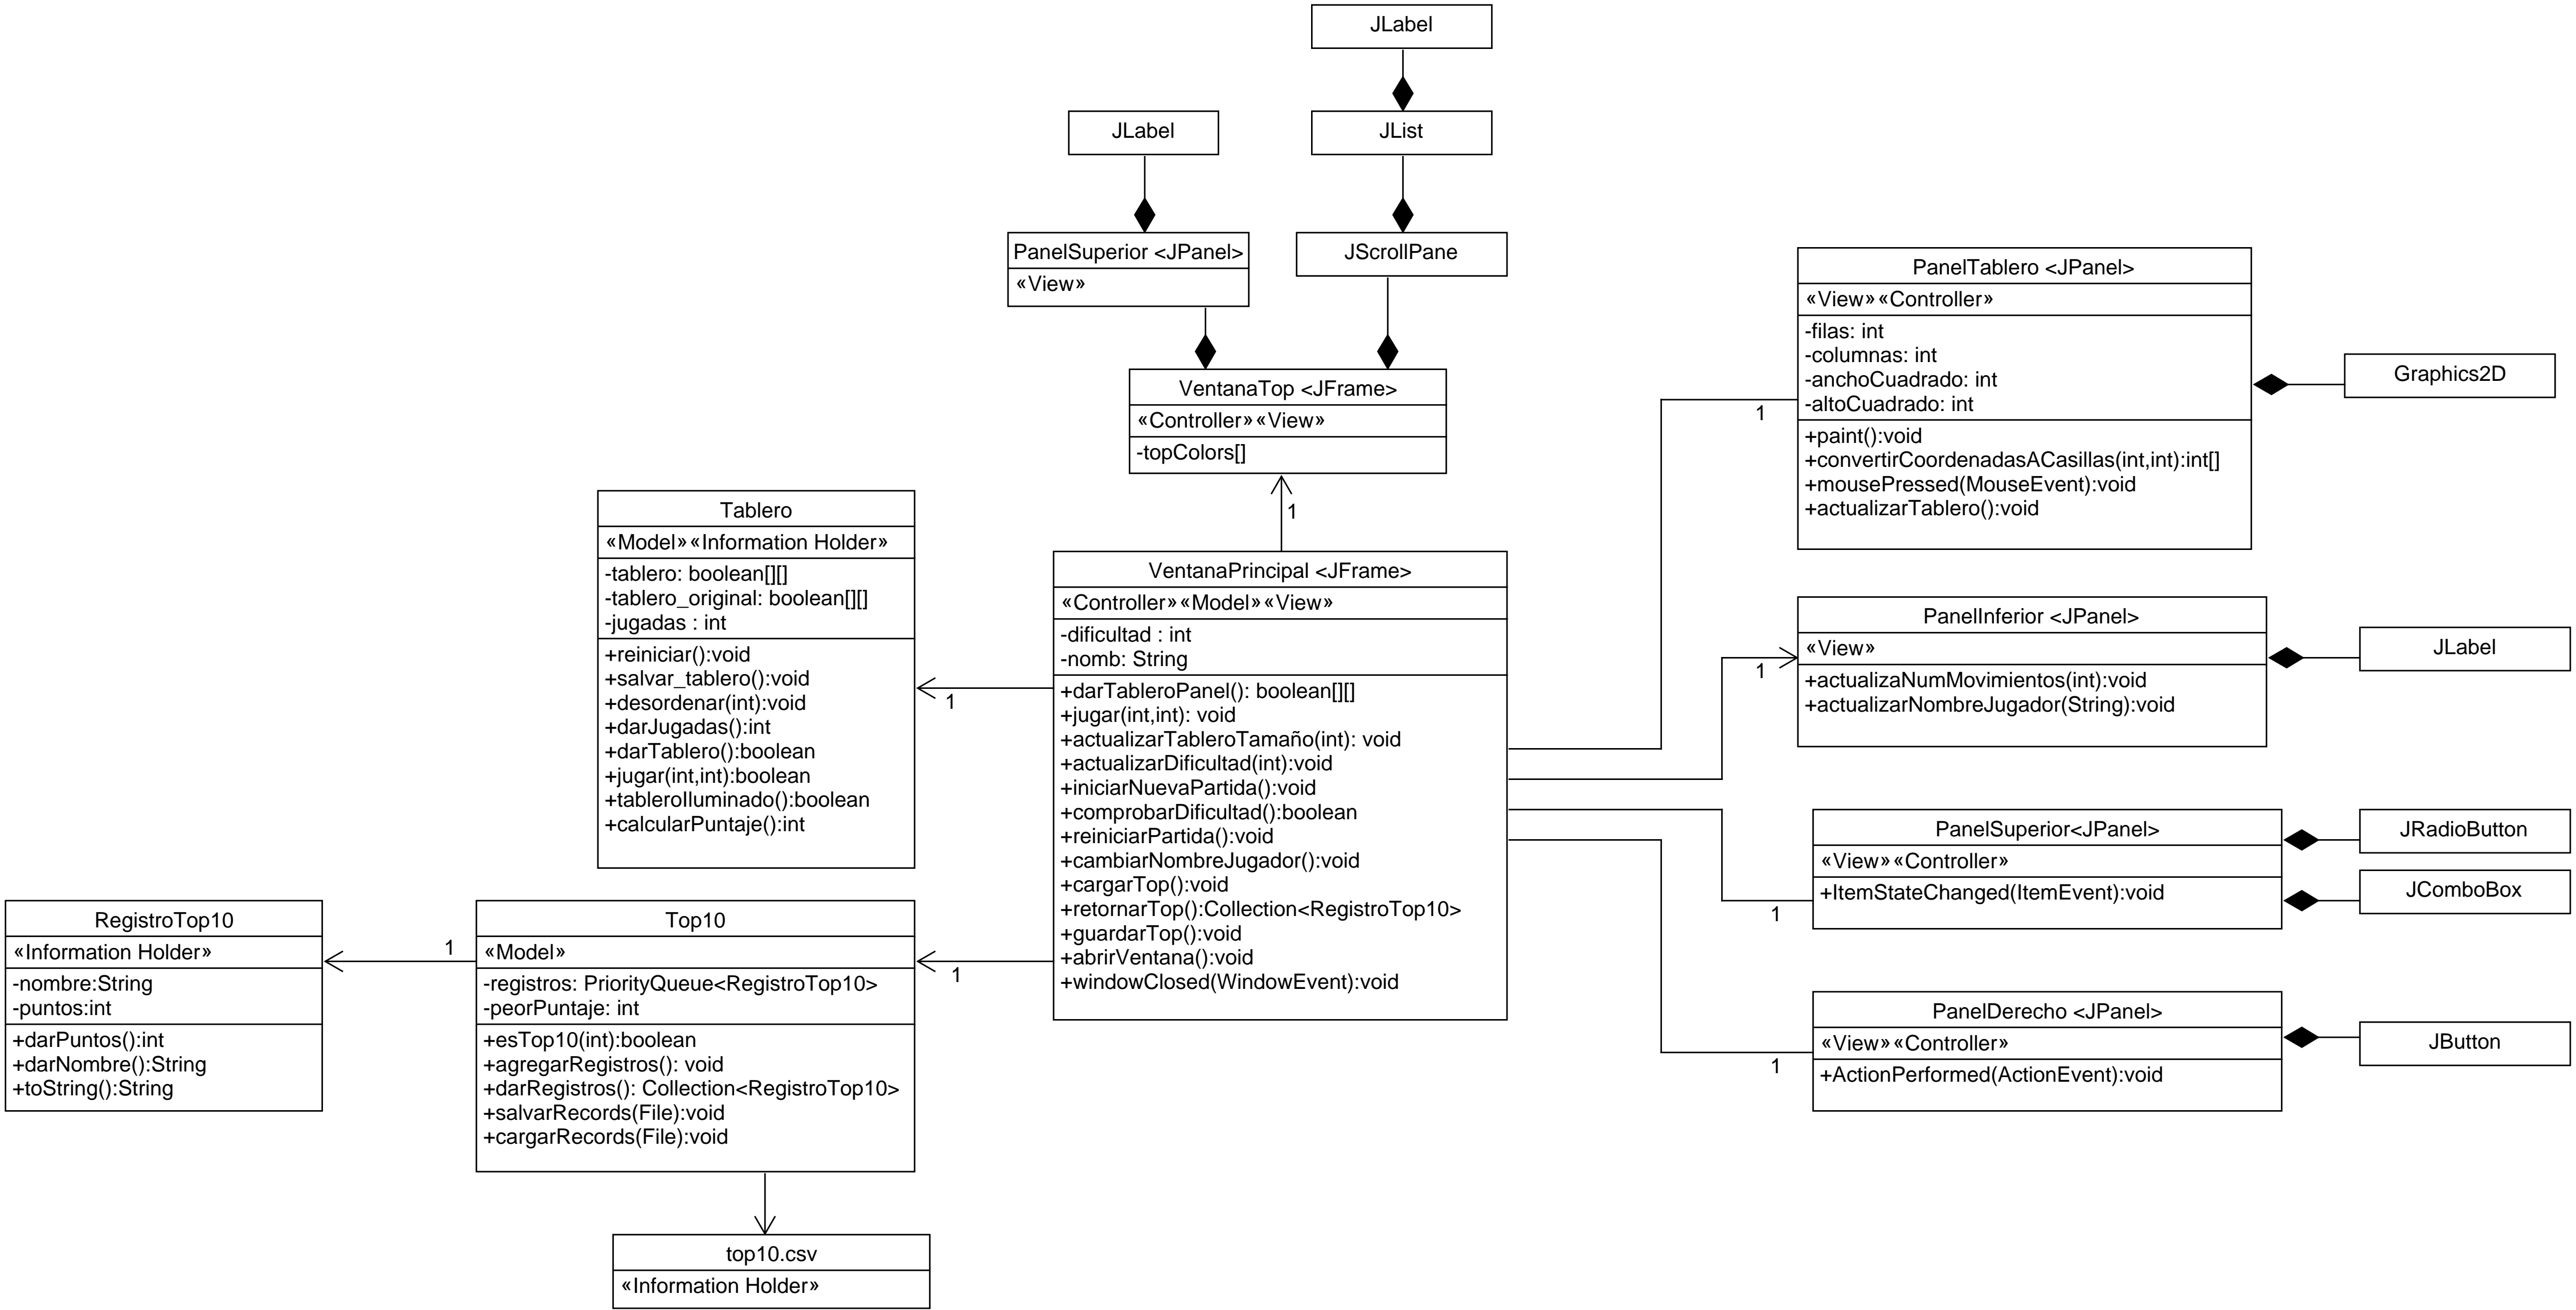 JLabel
JLabel
JList
PanelSuperior <JPanel>
«View»
JScrollPane
VentanaTop <JFrame>
«Controller» «View»
-topColors[]
1
Tablero
«Model» «Information Holder»
-tablero: boolean[][]
-tablero_original: boolean[][]
-jugadas : int
+reiniciar():void
+salvar_tablero():void
+desordenar(int):void
+darJugadas():int
+darTablero():boolean
+jugar(int,int):boolean
+tableroIluminado():boolean
+calcularPuntaje():int
1
VentanaPrincipal <JFrame>
«Controller» «Model» «View»
-dificultad : int
-nomb: String
+darTableroPanel(): boolean[][]
+jugar(int,int): void
+actualizarTableroTamaño(int): void
+actualizarDificultad(int):void
+iniciarNuevaPartida():void
+comprobarDificultad():boolean
+reiniciarPartida():void
+cambiarNombreJugador():void
+cargarTop():void
+retornarTop():Collection<RegistroTop10>
+guardarTop():void
+abrirVentana():void
+windowClosed(WindowEvent):void
RegistroTop10
«Information Holder»
-nombre:String
-puntos:int
+darPuntos():int
+darNombre():String
+toString():String
1
Top10
«Model»
-registros: PriorityQueue<RegistroTop10>
-peorPuntaje: int
+esTop10(int):boolean
+agregarRegistros(): void
+darRegistros(): Collection<RegistroTop10>
+salvarRecords(File):void
+cargarRecords(File):void
1
top10.csv
«Information Holder»
PanelTablero <JPanel>
«View» «Controller»
-filas: int
-columnas: int
-anchoCuadrado: int
-altoCuadrado: int
+paint():void
+convertirCoordenadasACasillas(int,int):int[]
+mousePressed(MouseEvent):void
+actualizarTablero():void
1
Graphics2D
PanelInferior <JPanel>
«View»
+actualizaNumMovimientos(int):void
+actualizarNombreJugador(String):void
1
JLabel
PanelSuperior<JPanel>
«View» «Controller»
+ItemStateChanged(ItemEvent):void
1
JRadioButton
JComboBox
PanelDerecho <JPanel>
«View» «Controller»
+ActionPerformed(ActionEvent):void
1
JButton